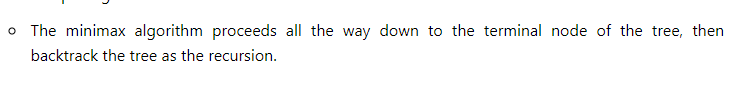 The minimax algorithm proceeds all the way down to the terminal node of the tree, then
backtrack the tree as the recursion.